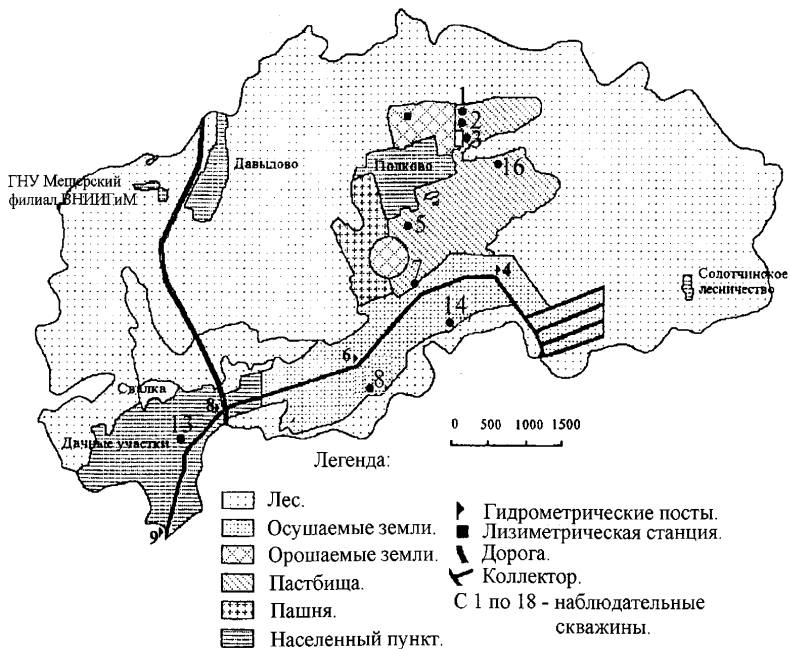 1
2
3
Давыдово
Полково
16
ГНУ Мещерский
филиал ВНИИГиМ
5
7
4
Солотчинское
лесничество
14
6
8
Свалка
8
13
Дачные участки
9
0 500 1000 1500
Легенда:
Лес.
Осушаемые земли.
Орошаемые земли.
Пастбища.
Пашня.
Населенный пункт.
Гидрометрические посты.
Лизиметрическая станция.
Дорога.
Коллектор.
С 1 по 18 - наблюдательные
скважины.